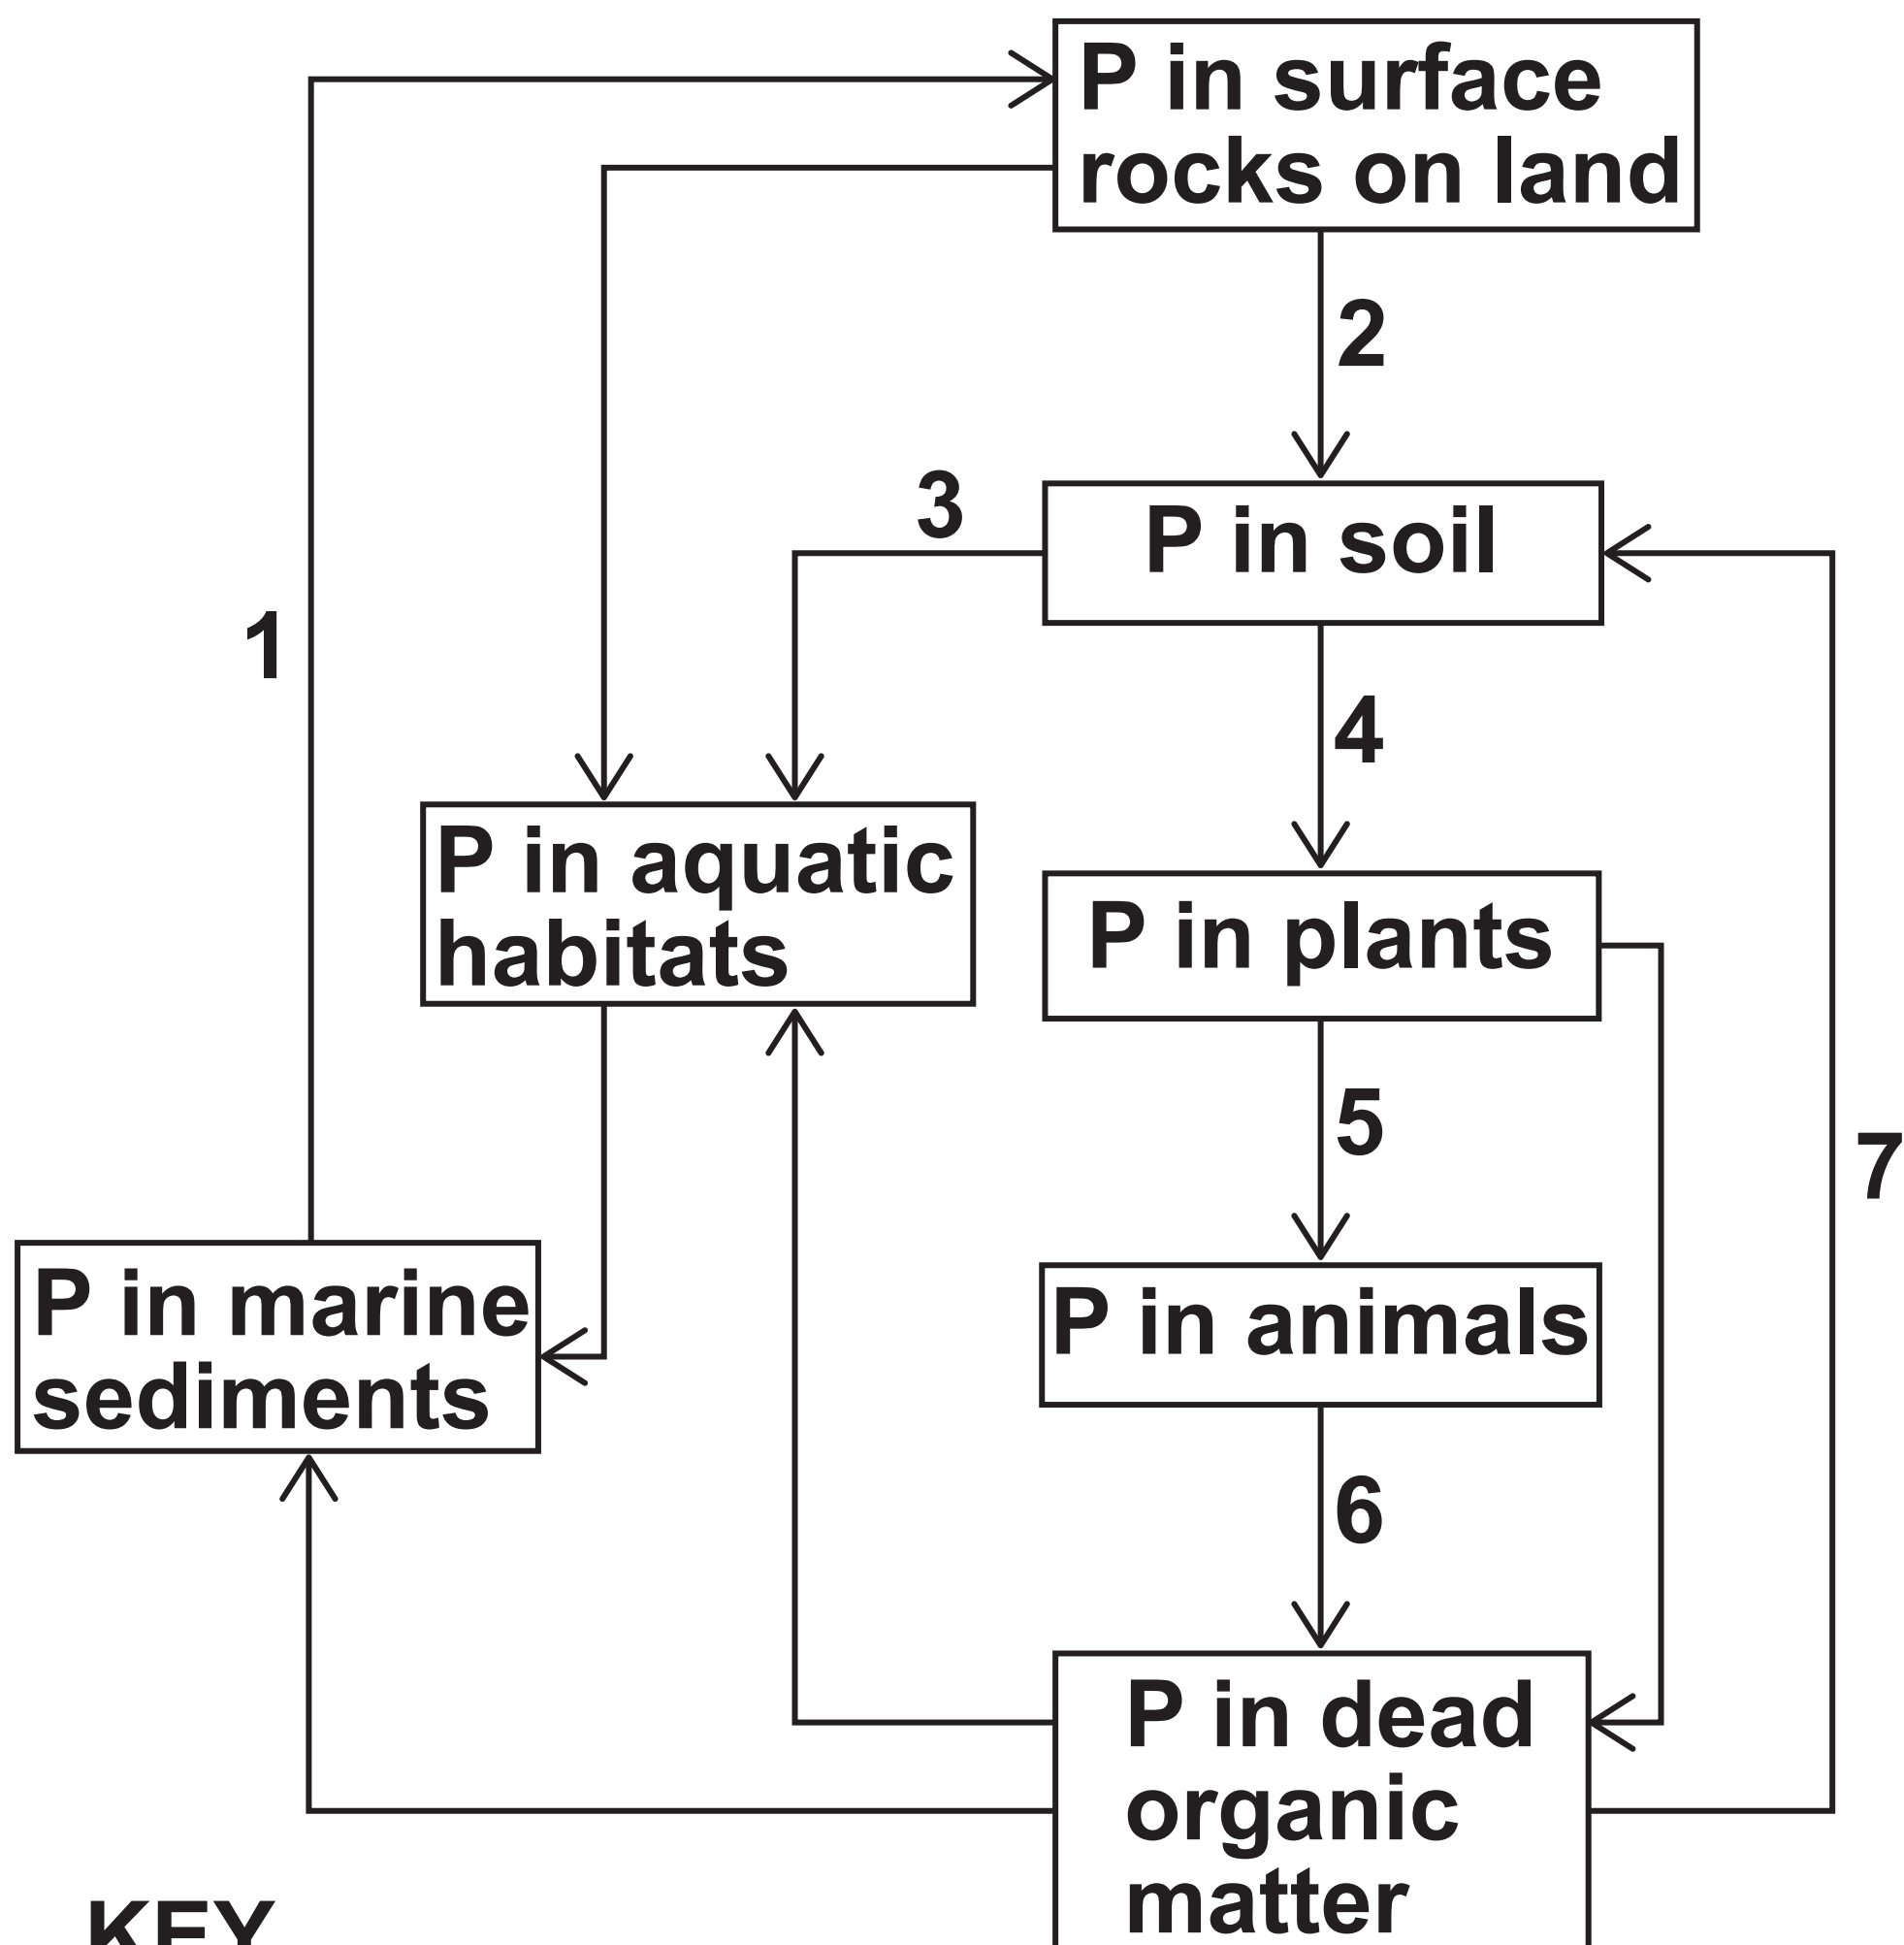 P in surface
rocks on land
2
3
P in soil
1
4
P in aquatic
habitats
P in plants
5
7
P in marine
sediments
P in animals
6
P in dead
organic
matter
KEY